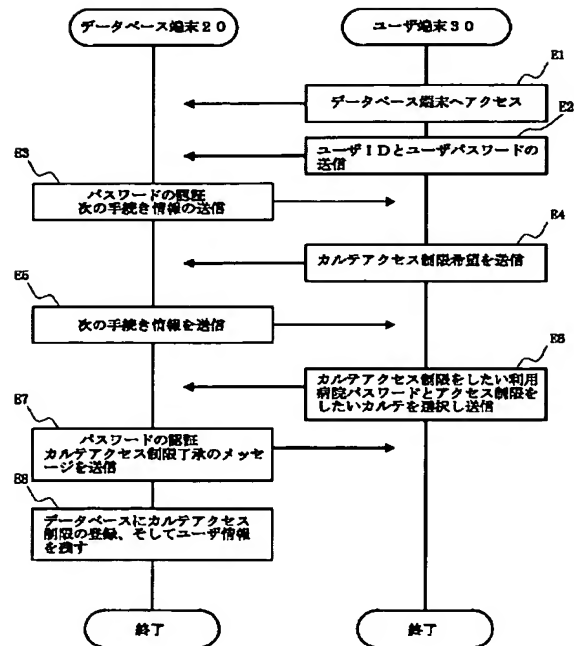 データベース端末20
ユーザ端末30
E1
データベース端末へアクセス
E2
ユーザIDとユーザパスワードの
送信
E3
パスワードの認証
次の手続き情報の送信
E4
カルテアクセス制限希望を送信
E5
次の手続き情報を送信
E6
カルテアクセス制限をしたい利用
病院パスワードとアクセス制限を
したいカルテを選択し送信
E7
パスワードの認証
カルテアクセス制限了承のメッセ
ージを送信
E8
データベースにカルテアクセス
制限の登録、そしてユーザ情報
を残す
終了
終了